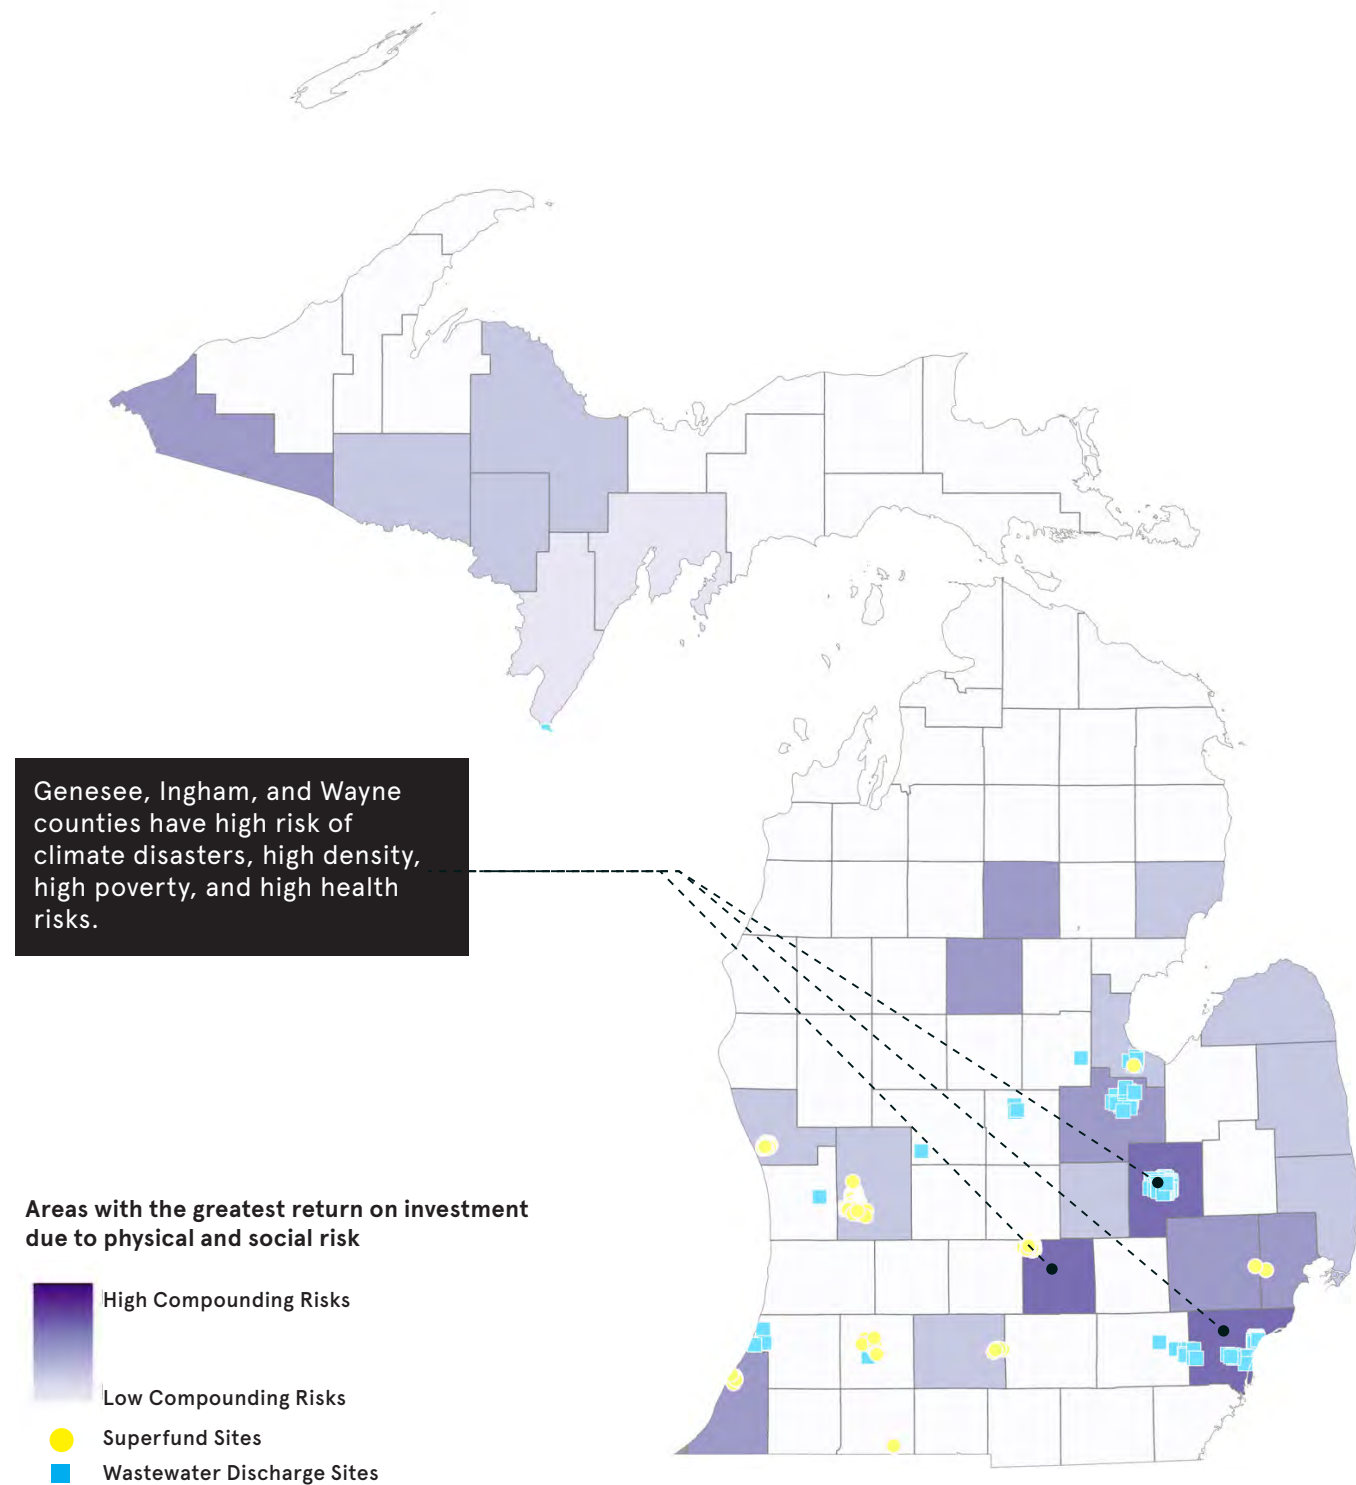 Genesee, Ingham, and Wayne
counties have high risk of
climate disasters, high density,
high poverty, and high health
risks.
Areas with the greatest return on investment
due to physical and social risk
High Compounding Risks
Low Compounding Risks
Superfund Sites
Wastewater Discharge Sites